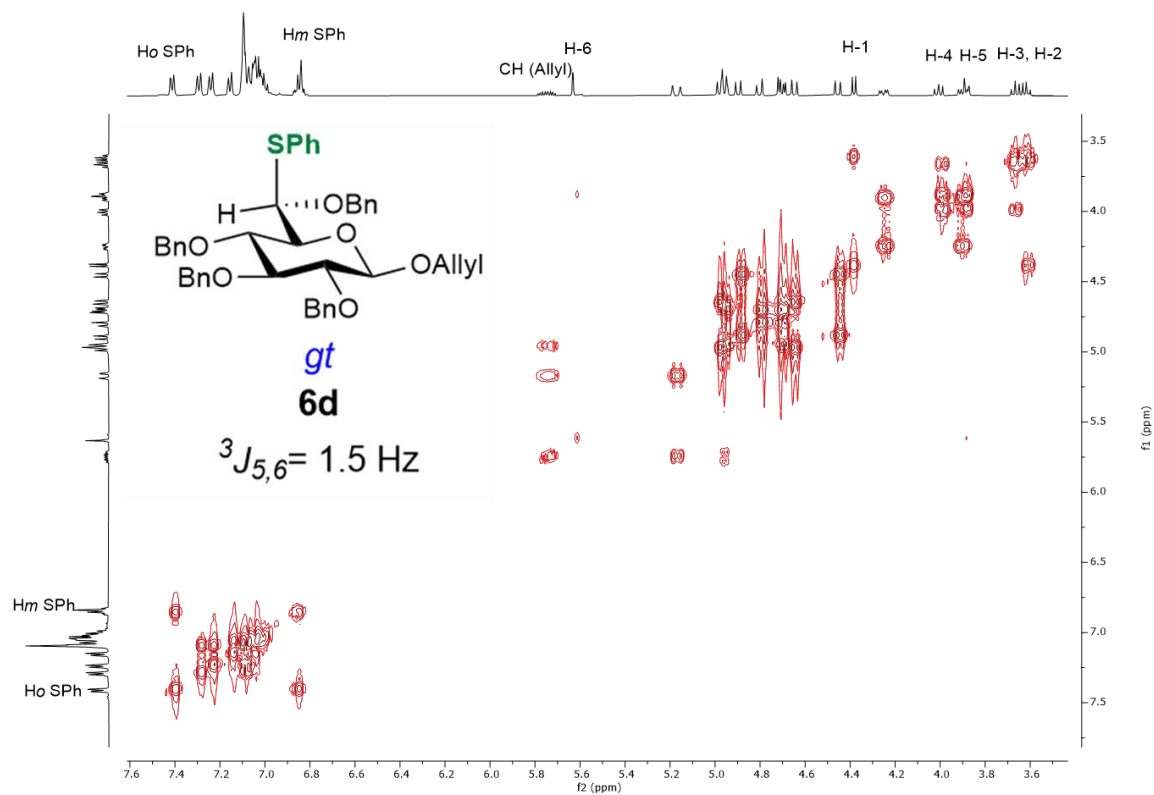 Ho SPh
Hm SPh
CH (Allyl)
H-6
H-1
H-4 H-5 H-3, H-2
SPh
H
OBn
BnO
O
BnO
OAllyl
BnO
gt
6d
³J5,6= 1.5 Hz
Hm SPh
Ho SPh
3.5
4.0
4.5
5.0
5.5
6.0
6.5
7.0
7.5
f1 (ppm)
7.6 7.4 7.2 7.0 6.8 6.6 6.4 6.2 6.0 5.8 5.6 5.4 5.2 5.0 4.8 4.6 4.4 4.2 4.0 3.8 3.6
f2 (ppm)